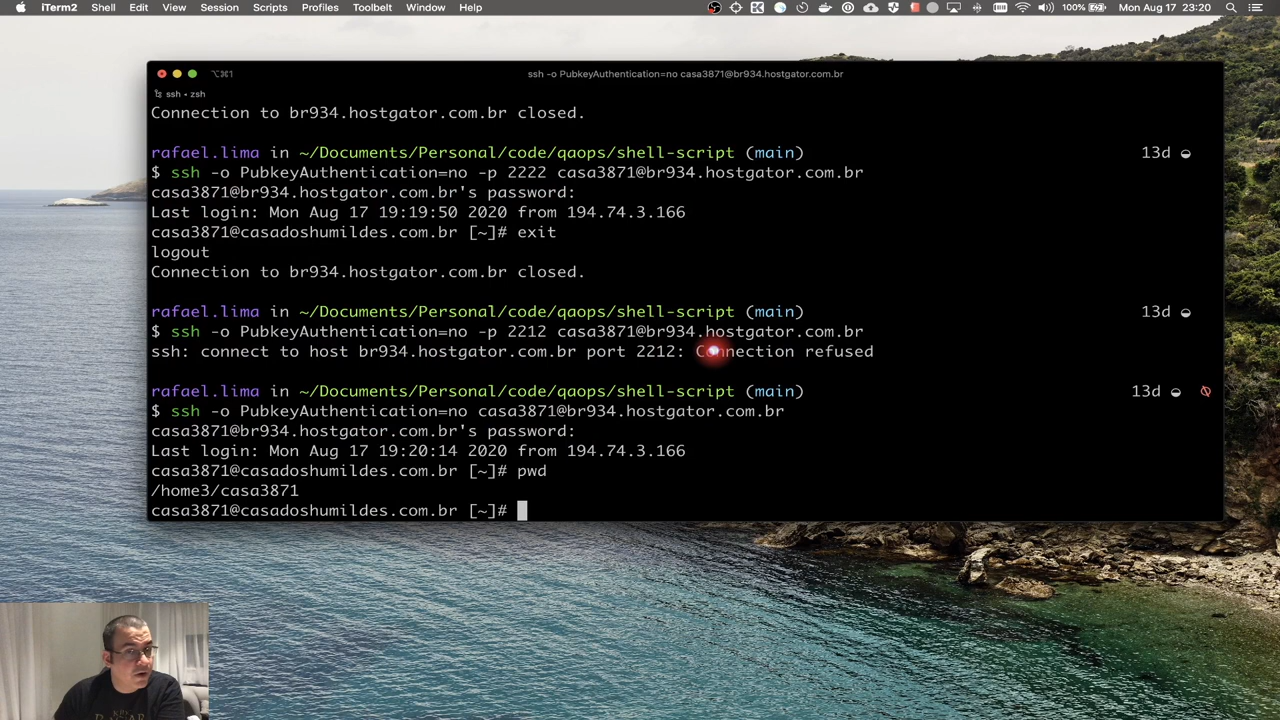 iTerm2 Shell Edit View Session Scripts Profiles Toolbelt Window Help 100% Mon Aug 17 23:20
⌥⌘1 ssh -o PubkeyAuthentication=no casa3871@br934.hostgator.com.br
ssh • zsh
Connection to br934.hostgator.com.br closed.
rafael.lima in ~/Documents/Personal/code/qaops/shell-script (main) 13d
$ ssh -o PubkeyAuthentication=no -p 2222 casa3871@br934.hostgator.com.br
casa3871@br934.hostgator.com.br's password:
Last login: Mon Aug 17 19:19:50 2020 from 194.74.3.166
casa3871@casadoshumildes.com.br [~]# exit
logout
Connection to br934.hostgator.com.br closed.
rafael.lima in ~/Documents/Personal/code/qaops/shell-script (main) 13d
$ ssh -o PubkeyAuthentication=no -p 2212 casa3871@br934.hostgator.com.br
ssh: connect to host br934.hostgator.com.br port 2212: Connection refused
rafael.lima in ~/Documents/Personal/code/qaops/shell-script (main) 13d
$ ssh -o PubkeyAuthentication=no casa3871@br934.hostgator.com.br
casa3871@br934.hostgator.com.br's password:
Last login: Mon Aug 17 19:20:14 2020 from 194.74.3.166
casa3871@casadoshumildes.com.br [~]# pwd
/home3/casa3871
casa3871@casadoshumildes.com.br [~]#